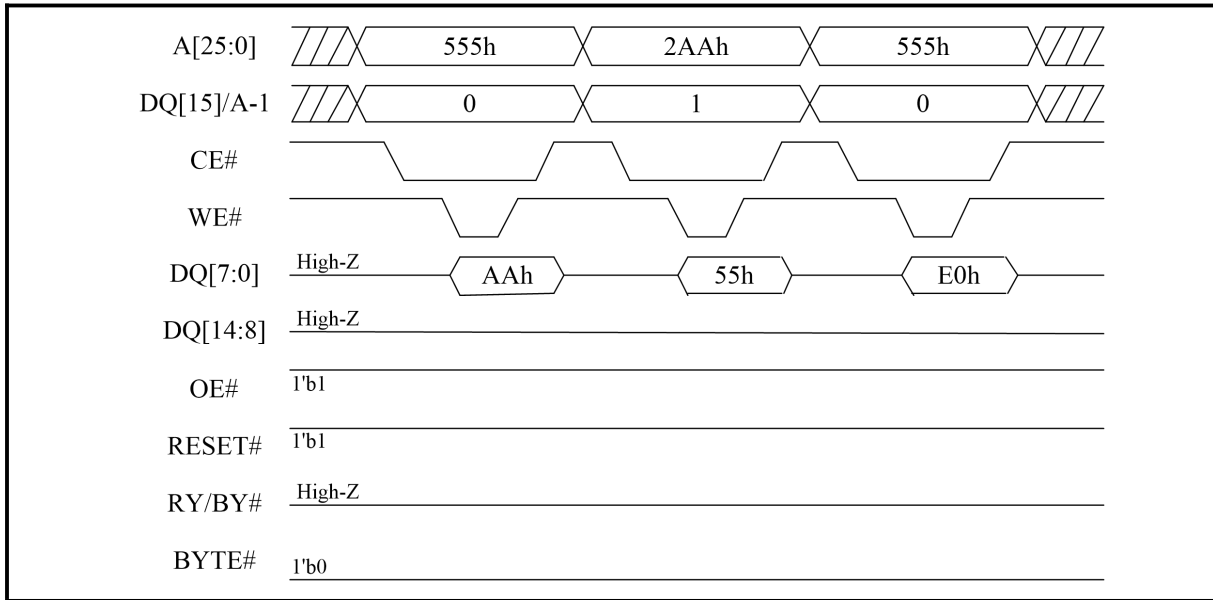 A[25:0] 555h 2AAh 555h
DQ[15]/A-1 0 1 0
CE#
WE#
DQ[7:0] High-Z AAh 55h E0h
DQ[14:8] High-Z
OE# 1'b1
RESET# 1'b1
RY/BY# High-Z
BYTE# 1'b0